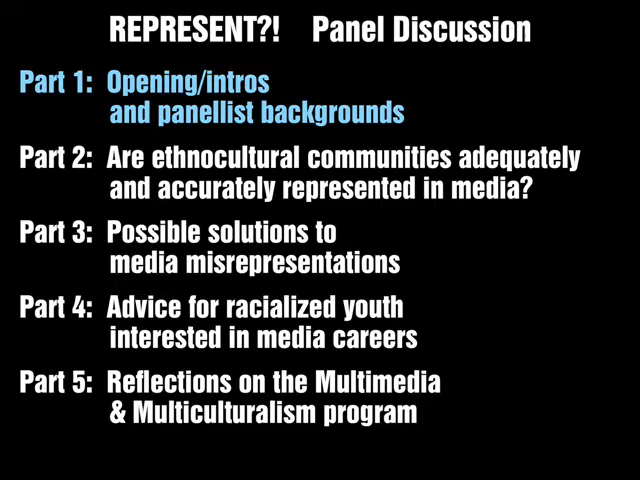 REPRESENT?! Panel Discussion
Part 1: Opening/intros
and panellist backgrounds
Part 2: Are ethnocultural communities adequately
and accurately represented in media?
Part 3: Possible solutions to
media misrepresentations
Part 4: Advice for racialized youth
interested in media careers
Part 5: Reflections on the Multimedia
& Multiculturalism program